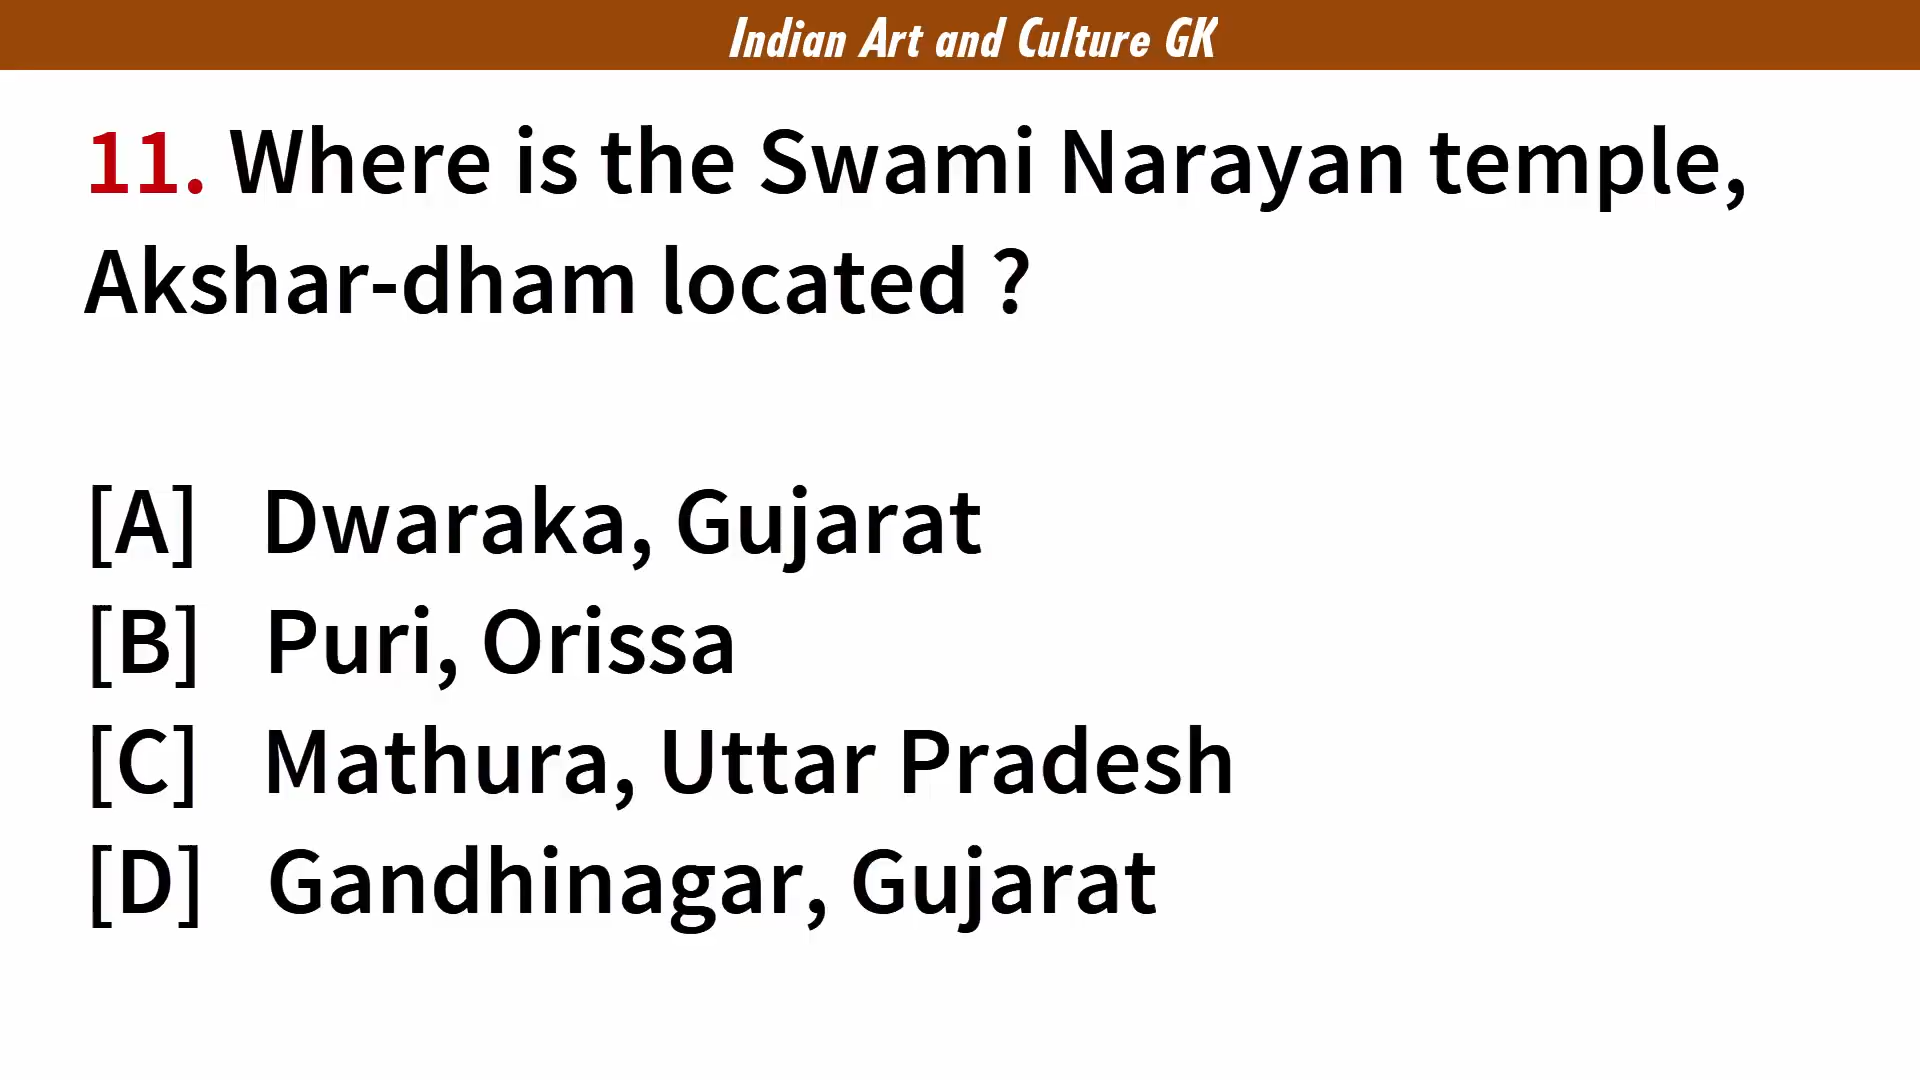 Indian Art and Culture GK
11. Where is the Swami Narayan temple,
Akshar-dham located ?
[A] Dwaraka, Gujarat
[B] Puri, Orissa
[C] Mathura, Uttar Pradesh
[D] Gandhinagar, Gujarat